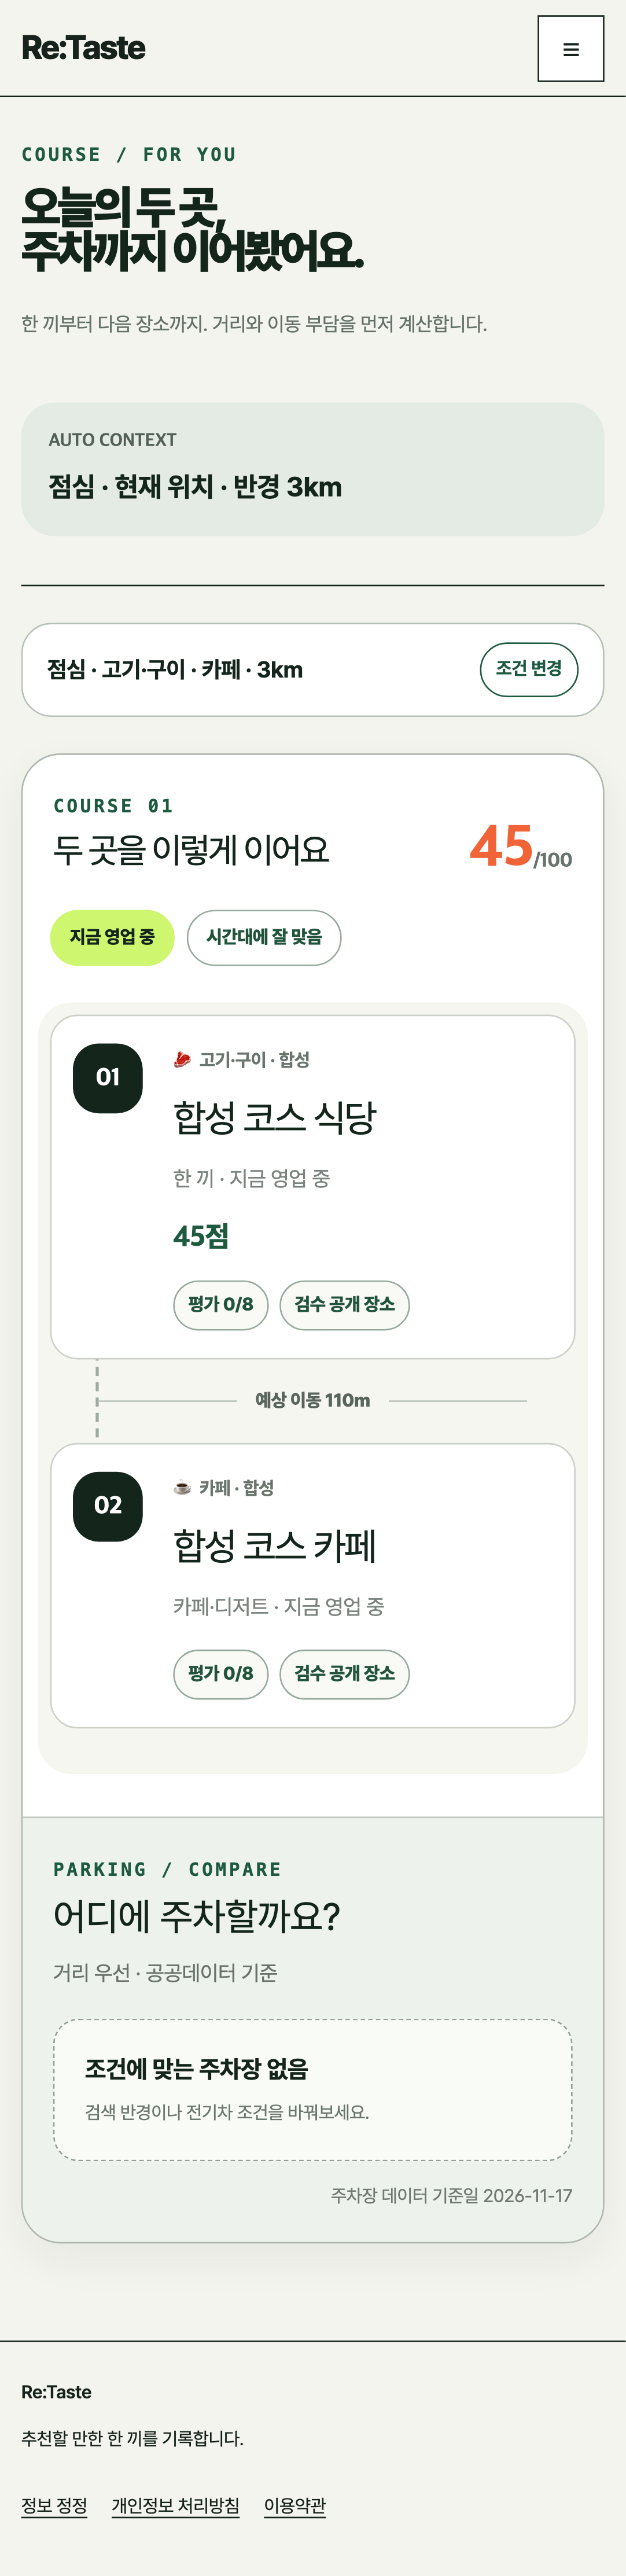 Re:Taste
COURSE / FOR YOU
오늘의 두 곳,
주차까지 이어봤어요.
한 끼부터 다음 장소까지. 거리와 이동 부담을 먼저 계산합니다.
AUTO CONTEXT
점심 · 현재 위치 · 반경 3km
점심 · 고기·구이 · 카페 · 3km
조건 변경
COURSE 01
두 곳을 이렇게 이어요
45/100
지금 영업 중
시간대에 잘 맞음
01
고기·구이 · 합성
합성 코스 식당
한 끼 · 지금 영업 중
45점
평가 0/8
검수 공개 장소
예상 이동 110m
02
카페 · 합성
합성 코스 카페
카페·디저트 · 지금 영업 중
평가 0/8
검수 공개 장소
PARKING / COMPARE
어디에 주차할까요?
거리 우선 · 공공데이터 기준
조건에 맞는 주차장 없음
검색 반경이나 전기차 조건을 바꿔보세요.
주차장 데이터 기준일 2026-11-17
Re:Taste
추천할 만한 한 끼를 기록합니다.
정보 정정
개인정보 처리방침
이용약관